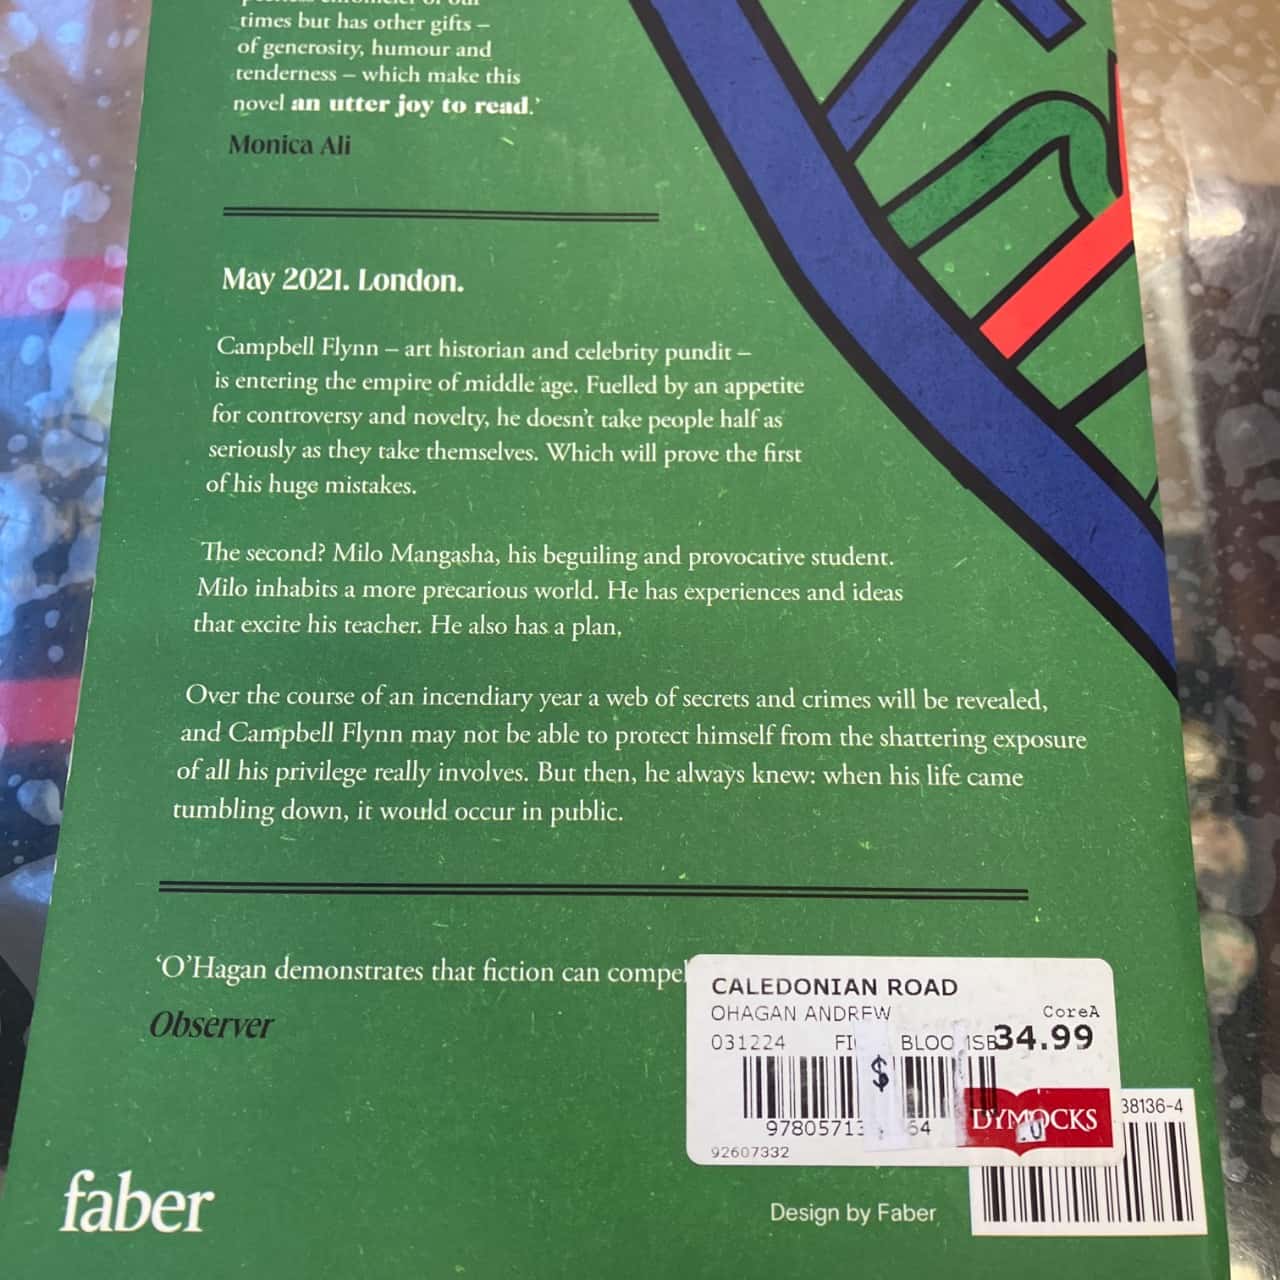 times but has other gifts –
of generosity, humour and
tenderness – which make this
novel an utter joy to read.’
Monica Ali
May 2021. London.
Campbell Flynn – art historian and celebrity pundit –
is entering the empire of middle age. Fuelled by an appetite
for controversy and novelty, he doesn’t take people half as
seriously as they take themselves. Which will prove the first
of his huge mistakes.
The second? Milo Mangasha, his beguiling and provocative student.
Milo inhabits a more precarious world. He has experiences and ideas
that excite his teacher. He also has a plan.
Over the course of an incendiary year a web of secrets and crimes will be revealed,
and Campbell Flynn may not be able to protect himself from the shattering exposure
of all his privilege really involves. But then, he always knew: when his life came
tumbling down, it would occur in public.
‘O’Hagan demonstrates that fiction can compel
Observer
CALEDONIAN ROAD
OHAGAN ANDREW
CoreA
031224 34.99
$
DYMOCKS
92607332
38136-4
faber
Design by Faber